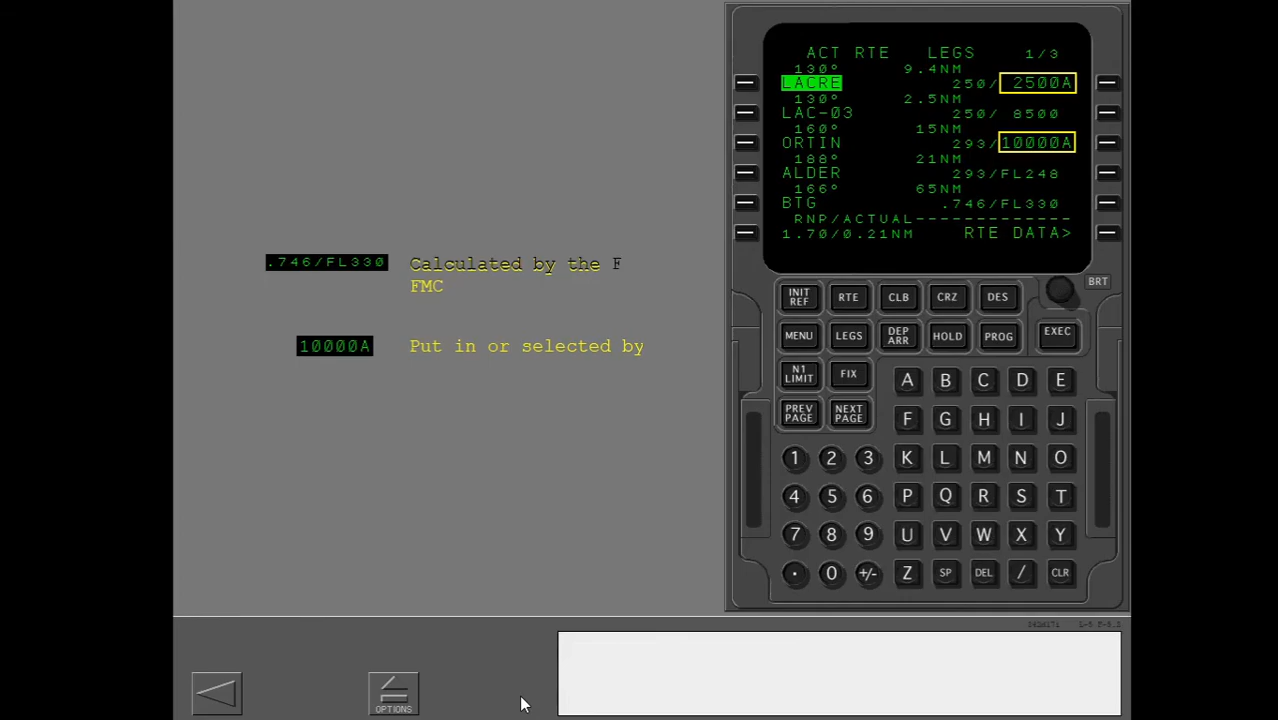 ACT RTE LEGS 1/3
130° 9.4NM
LACRE 250/ 2500A
130° 2.5NM
LAC-03 250/ 8500
160° 15NM
ORTIN 293/10000A
188° 21NM
ALDER 293/FL248
166° 65NM
BTG .746/FL330
RNP/ACTUAL-------------
1.70/0.21NM RTE DATA>
.746/FL330 Calculated by the F
FMC
10000A Put in or selected by
BRT
INIT REF RTE CLB CRZ DES
MENU LEGS DEP ARR HOLD PROG EXEC
N1 LIMIT FIX
PREV PAGE NEXT PAGE
A B C D E
F G H I J
1 2 3 K L M N O
4 5 6 P Q R S T
7 8 9 U V W X Y
. 0 +/- Z SP DEL / CLR
OPTIONS